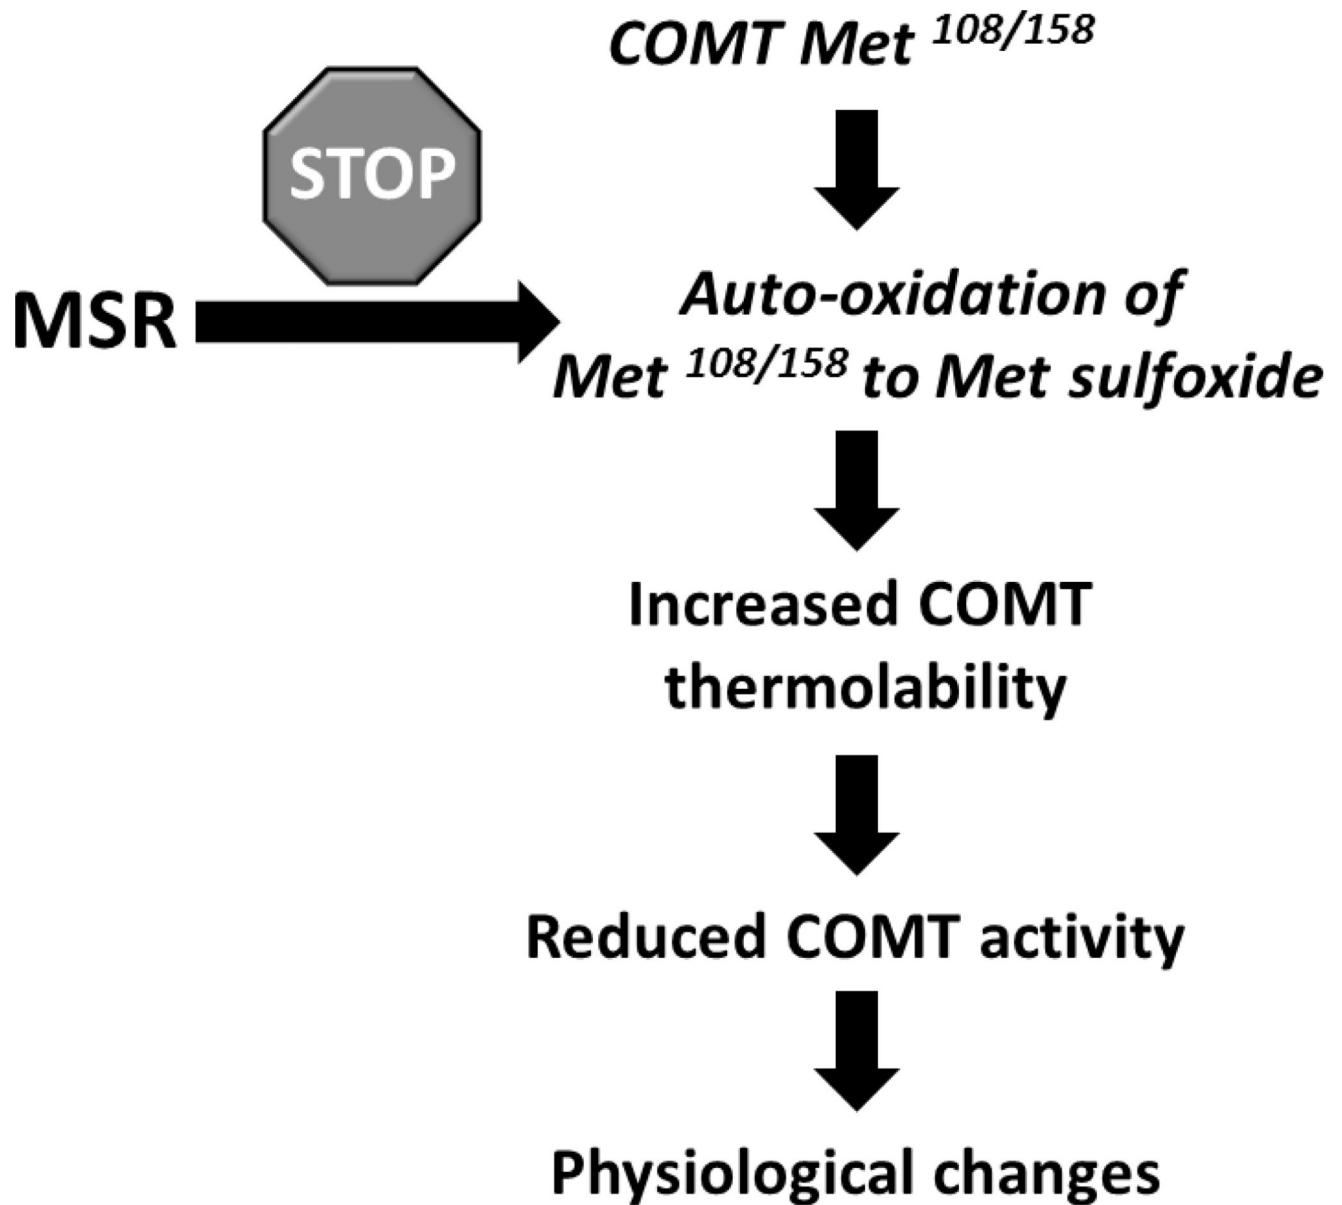 COMT Met 108/158
STOP
MSR
Auto-oxidation of
Met 108/158 to Met sulfoxide
Increased COMT
thermolability
Reduced COMT activity
Physiological changes